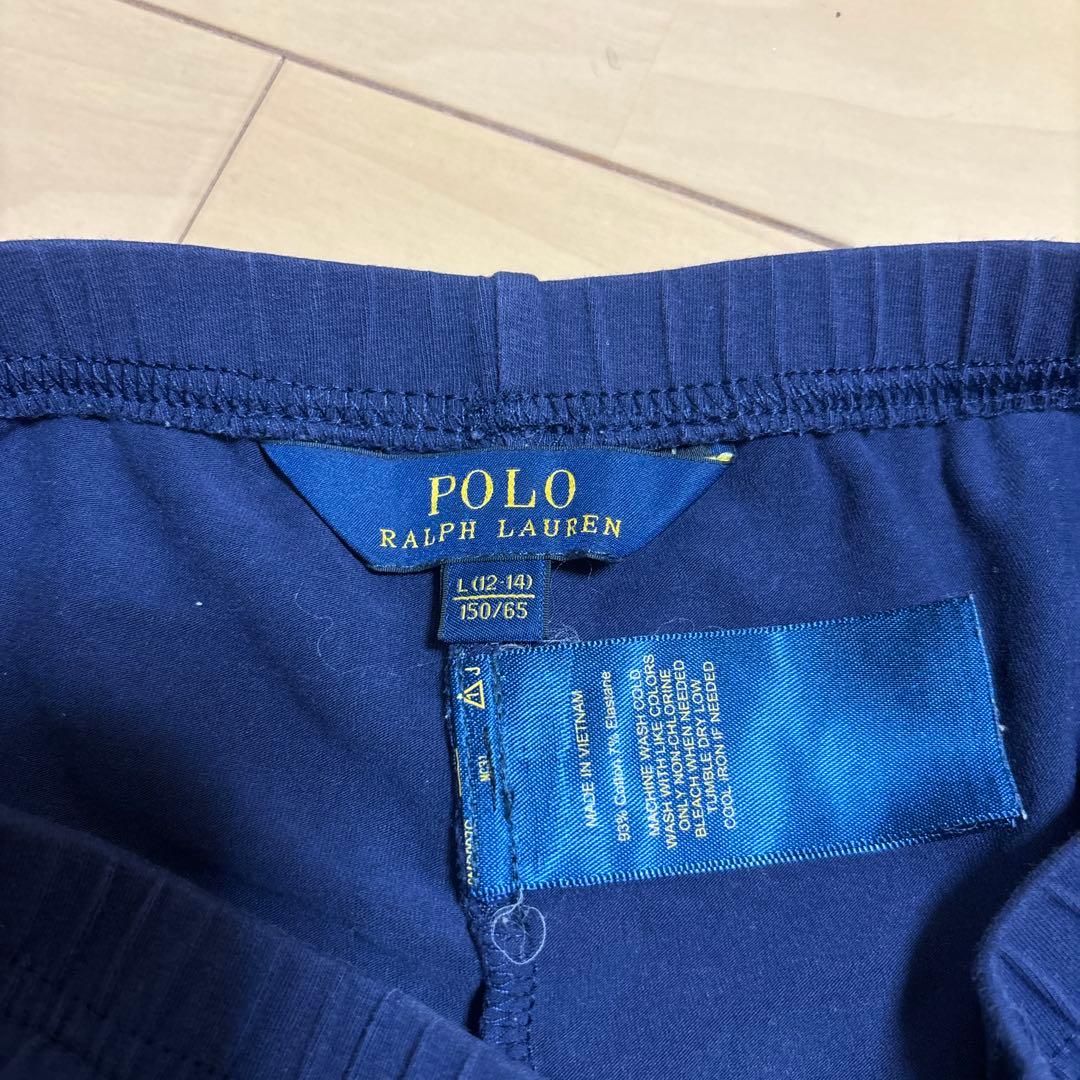 POLO
RALPH LAUREN
L (12-14)
150/65
MADE IN VIETNAM
93% Cotton 7% Elastane
MACHINE WASH COLD
WASH WITH LIKE COLORS
ONLY NON-CHLORINE
BLEACH WHEN NEEDED
TUMBLE DRY LOW
COOL IRON IF NEEDED